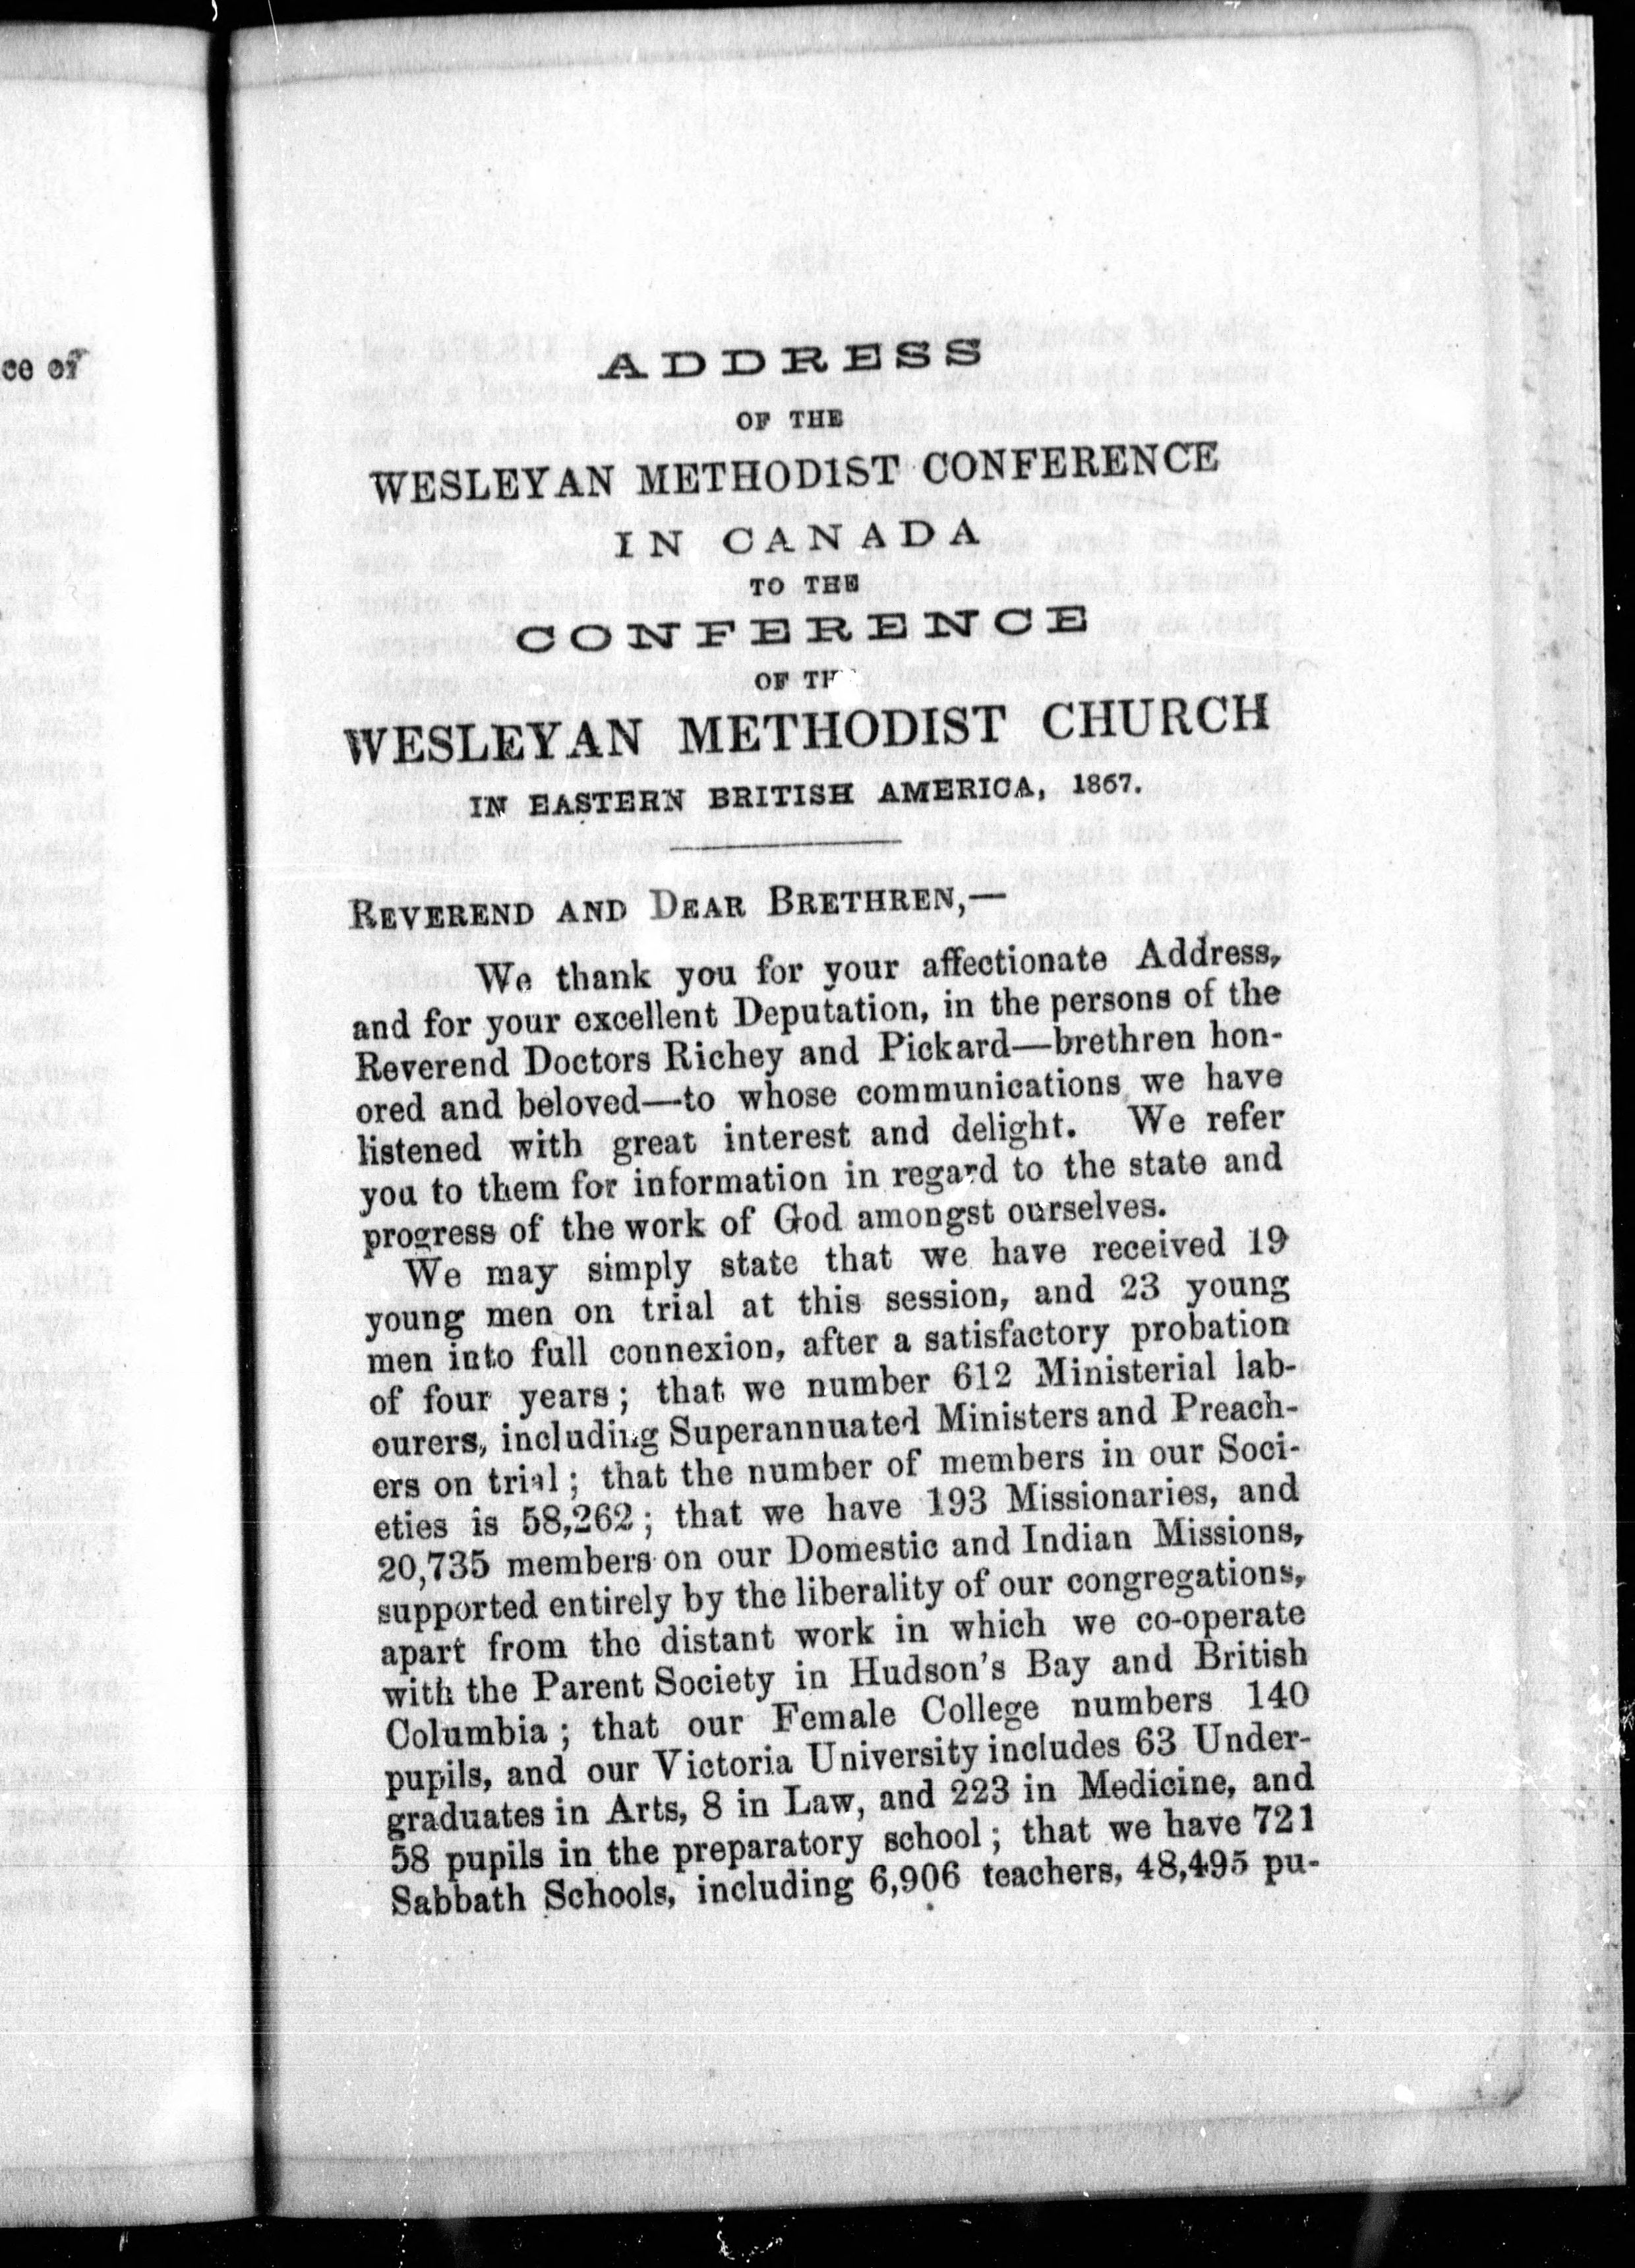 ce of
ADDRESS
OF THE
WESLEYAN METHODIST CONFERENCE
IN CANADA
TO THE
CONFERENCE
OF TH
WESLEYAN METHODIST CHURCH
IN EASTERN BRITISH AMERICA, 1867.
REVEREND AND DEAR BRETHREN,—
We thank you for your affectionate Address,
and for your excellent Deputation, in the persons of the
Reverend Doctors Richey and Pickard—brethren hon-
ored and beloved—to whose communications we have
listened with great interest and delight. We refer
you to them for information in regard to the state and
progress of the work of God amongst ourselves.
We may simply state that we have received 19
young men on trial at this session, and 23 young
men into full connexion, after a satisfactory probation
of four years; that we number 612 Ministerial lab-
ourers, including Superannuated Ministers and Preach-
ers on trial; that the number of members in our Soci-
eties is 58,262; that we have 193 Missionaries, and
20,735 members on our Domestic and Indian Missions,
supported entirely by the liberality of our congregations,
apart from the distant work in which we co-operate
with the Parent Society in Hudson's Bay and British
Columbia; that our Female College numbers 140
pupils, and our Victoria University includes 63 Under-
graduates in Arts, 8 in Law, and 223 in Medicine, and
58 pupils in the preparatory school; that we have 721
Sabbath Schools, including 6,906 teachers, 48,495 pu-